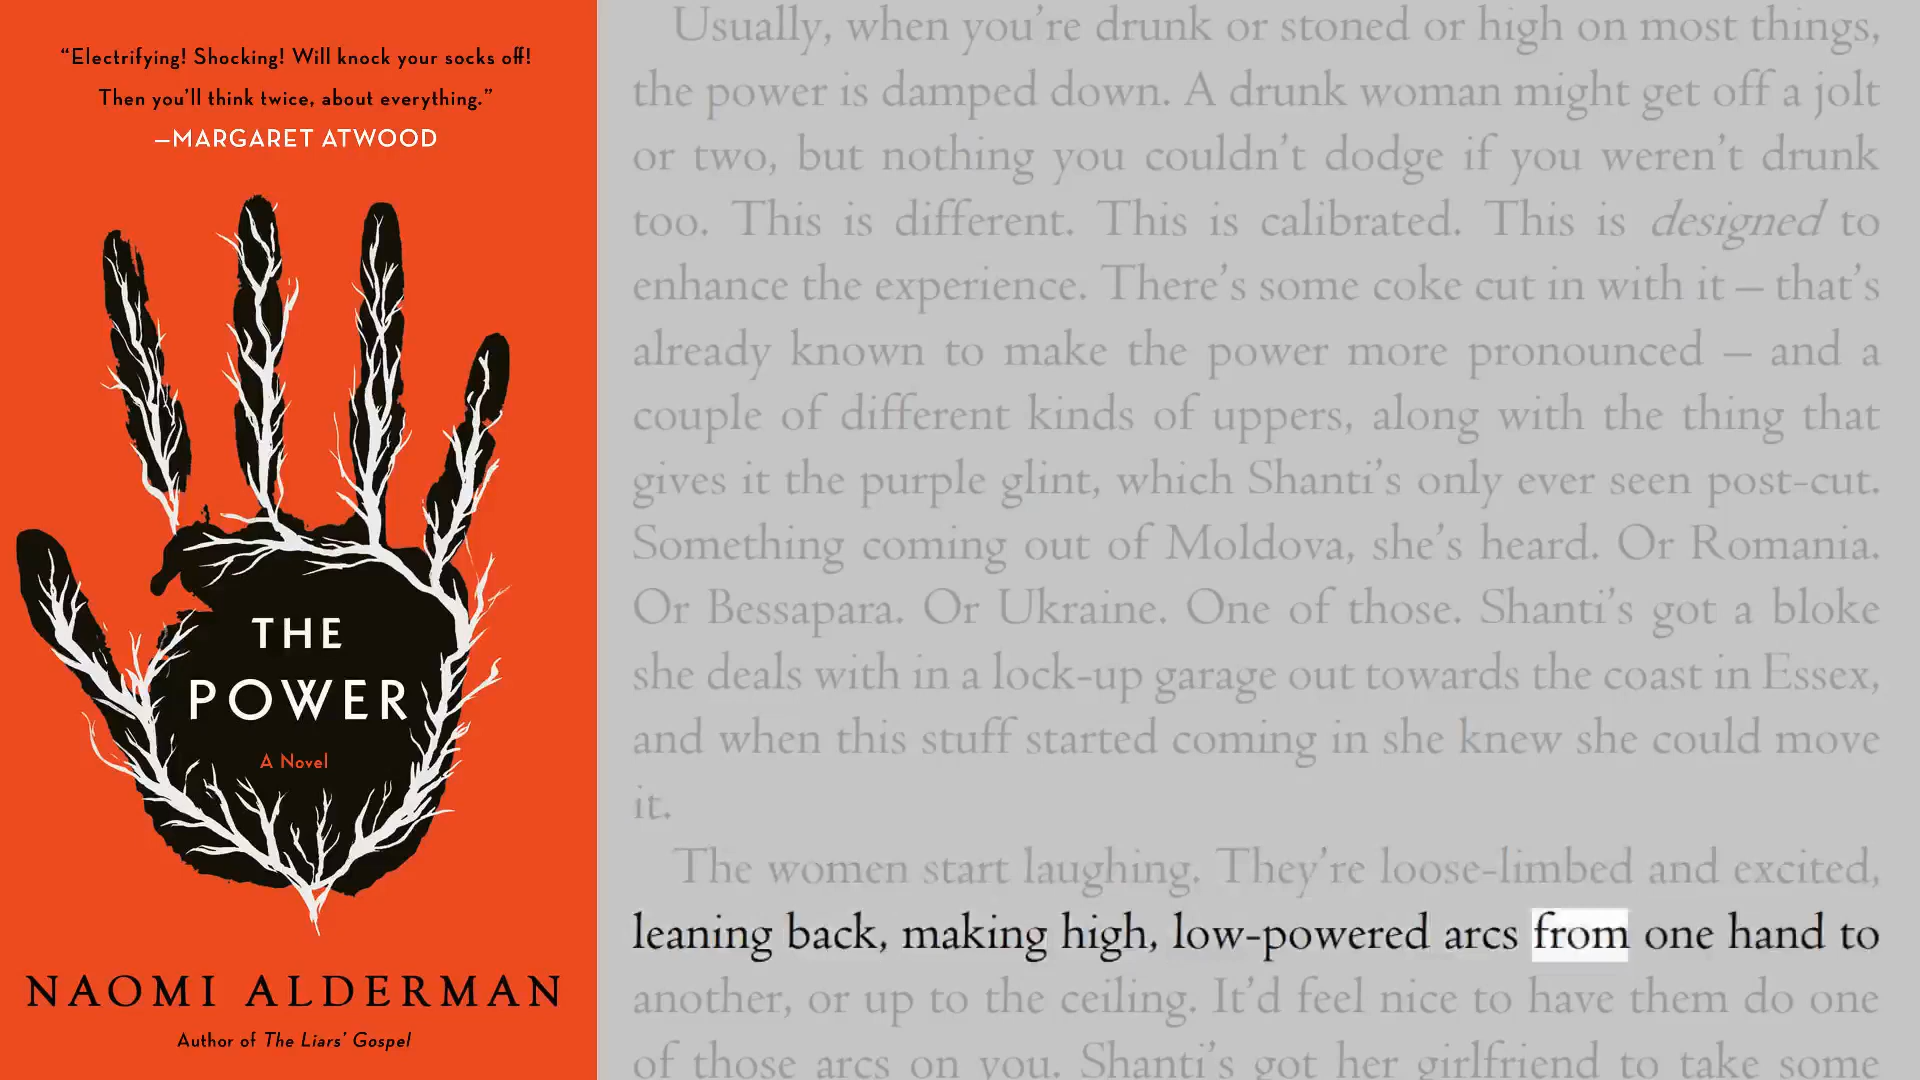 “Electrifying! Shocking! Will knock your socks off!
Then you’ll think twice, about everything.”
—MARGARET ATWOOD
THE
POWER
A Novel
NAOMI ALDERMAN
Author of The Liars’ Gospel
Usually, when you’re drunk or stoned or high on most things,
the power is damped down. A drunk woman might get off a jolt
or two, but nothing you couldn’t dodge if you weren’t drunk
too. This is different. This is calibrated. This is designed to
enhance the experience. There’s some coke cut in with it – that’s
already known to make the power more pronounced – and a
couple of different kinds of uppers, along with the thing that
gives it the purple glint, which Shanti’s only ever seen post-cut.
Something coming out of Moldova, she’s heard. Or Romania.
Or Bessapara. Or Ukraine. One of those. Shanti’s got a bloke
she deals with in a lock-up garage out towards the coast in Essex,
and when this stuff started coming in she knew she could move
it.
The women start laughing. They’re loose-limbed and excited,
leaning back, making high, low-powered arcs from one hand to
another, or up to the ceiling. It’d feel nice to have them do one
of those arcs on you. Shanti’s got her girlfriend to take some